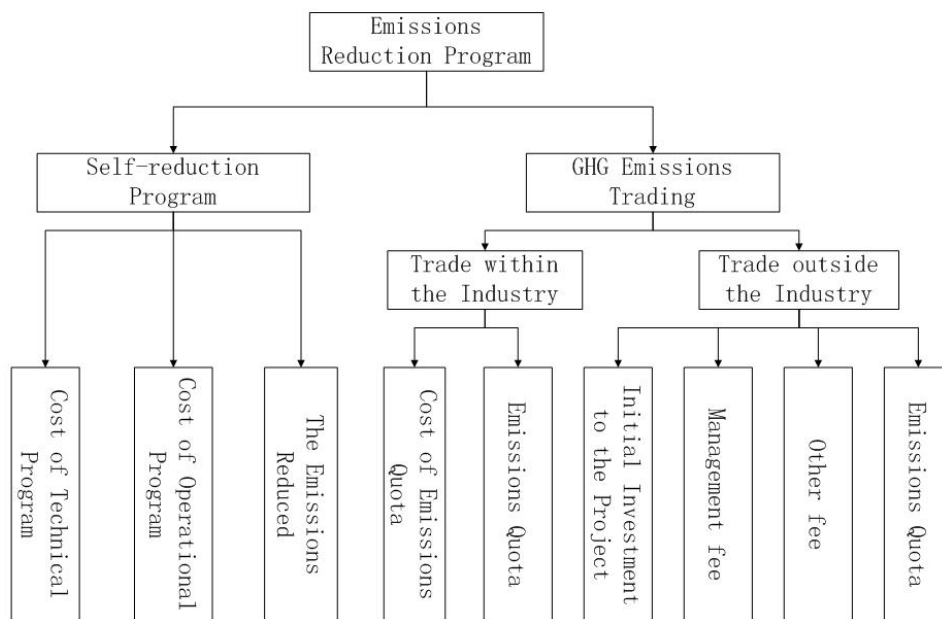 Emissions
Reduction Program
Self-reduction
Program
GHG Emissions
Trading
Trade within
the Industry
Trade outside
the Industry
Cost of Technical
Program
Cost of Operational
Program
The Emissions
Reduced
Cost of Emissions
Quota
Emissions Quota
Initial Investment
to the Project
Management fee
Other fee
Emissions Quota